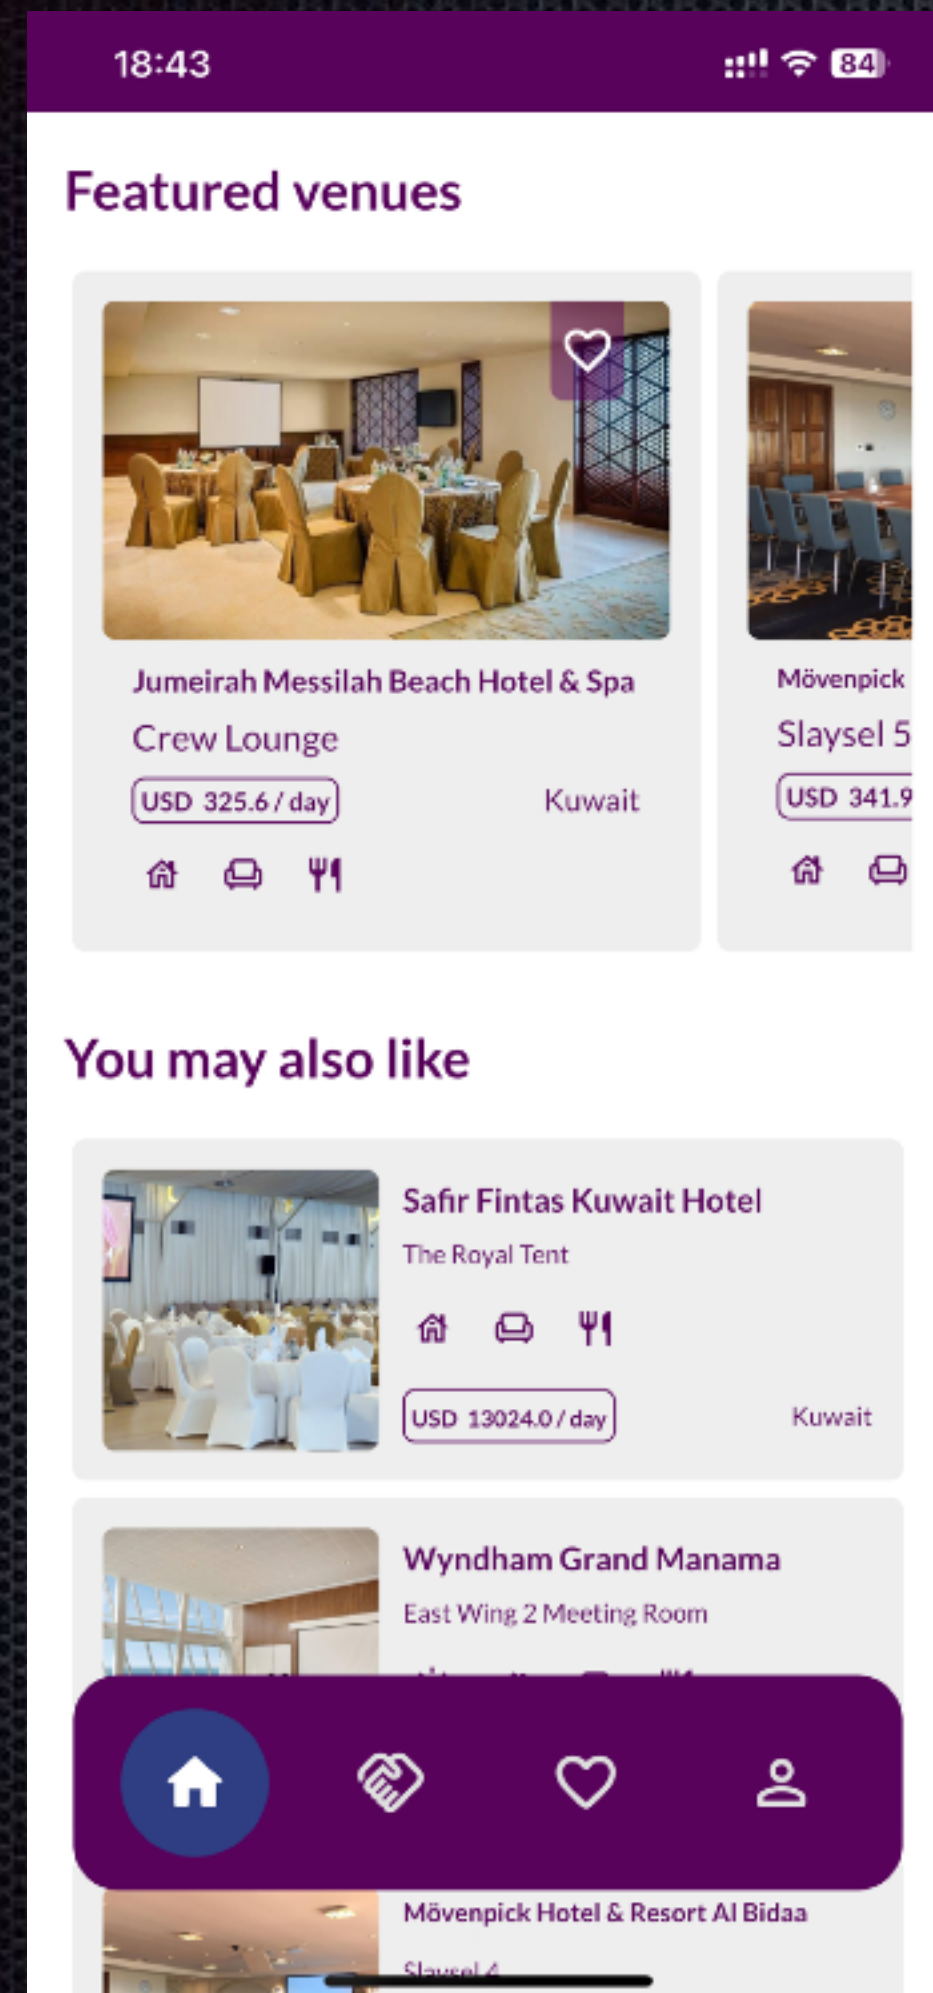 18:43
84
Featured venues
Jumeirah Messilah Beach Hotel & Spa
Crew Lounge
USD 325.6 / day
Kuwait
Mövenpick
Slaysel 5
USD 341.9
You may also like
Safir Fintas Kuwait Hotel
The Royal Tent
USD 13024.0 / day
Kuwait
Wyndham Grand Manama
East Wing 2 Meeting Room
Mövenpick Hotel & Resort Al Bidaa
Slaysel 4